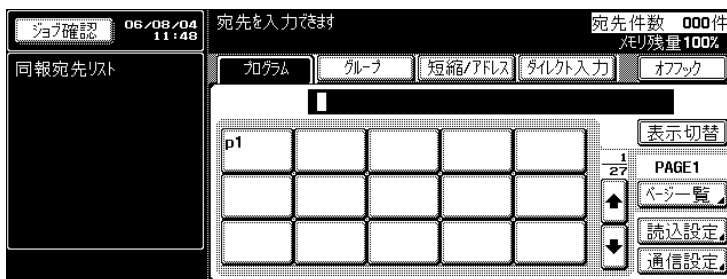 ジョブ確認
06/08/04
11:48
宛先を入力できます
宛先件数 000件
メモリ残量100%
同報宛先リスト
プログラム
グループ
短縮/アドレス
ダイレクト入力
オフフック
表示切替
p1
1
27
PAGE1
ページ一覧
読込設定
通信設定